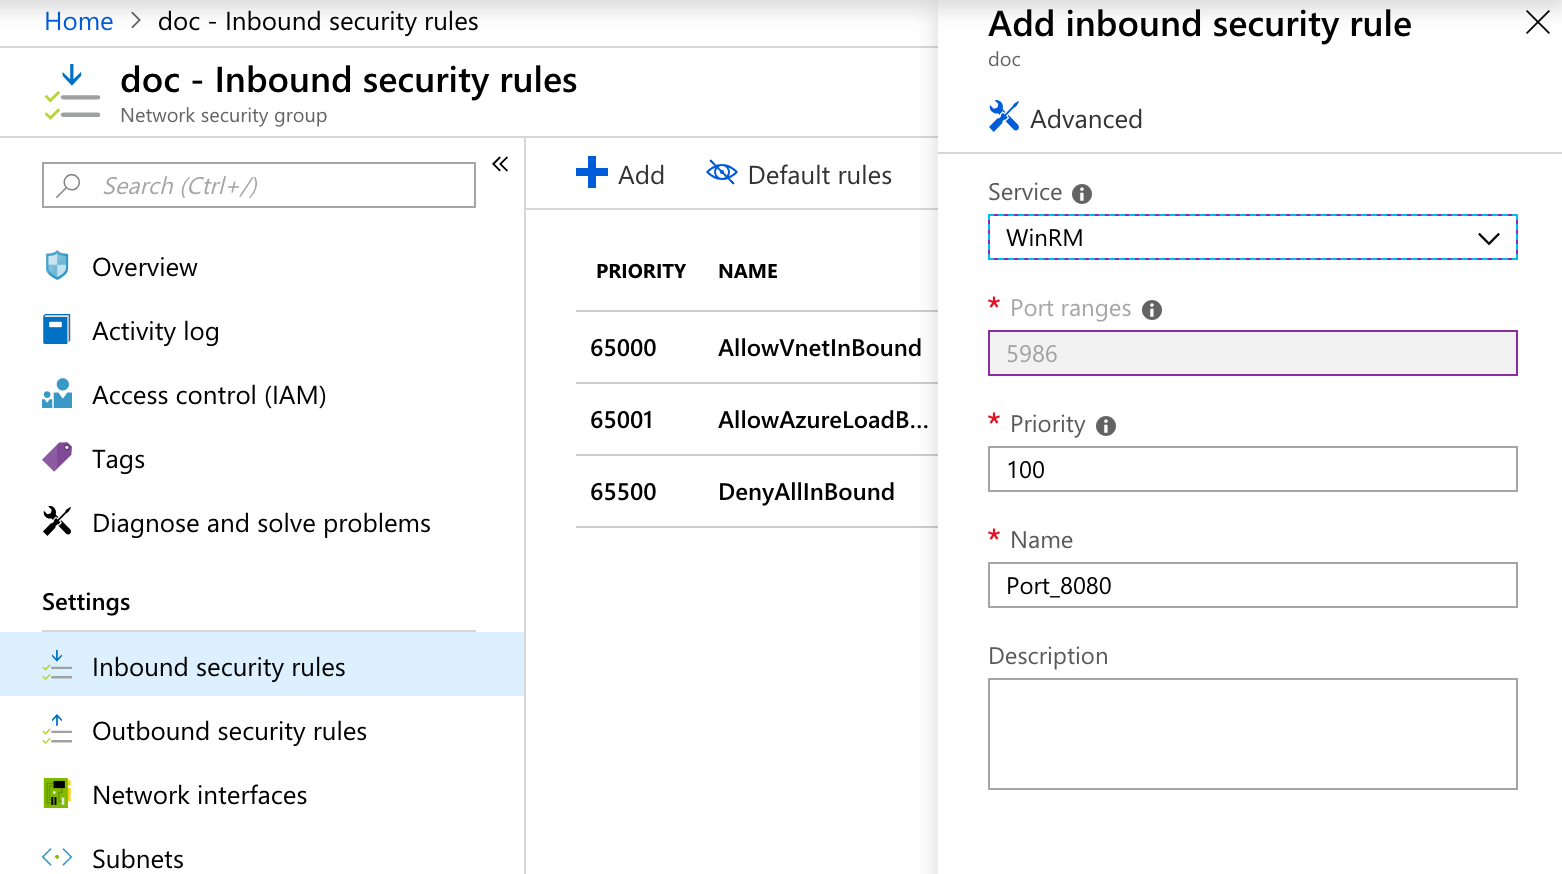 Home > doc - Inbound security rules
doc - Inbound security rules
Network security group
Search (Ctrl+/)
«
Overview
Activity log
Access control (IAM)
Tags
Diagnose and solve problems
Settings
Inbound security rules
Outbound security rules
Network interfaces
Subnets
Add
Default rules
PRIORITY NAME
65000 AllowVnetInBound
65001 AllowAzureLoadB...
65500 DenyAllInBound
Add inbound security rule
doc
Advanced
Service
WinRM
* Port ranges
5986
* Priority
100
* Name
Port_8080
Description